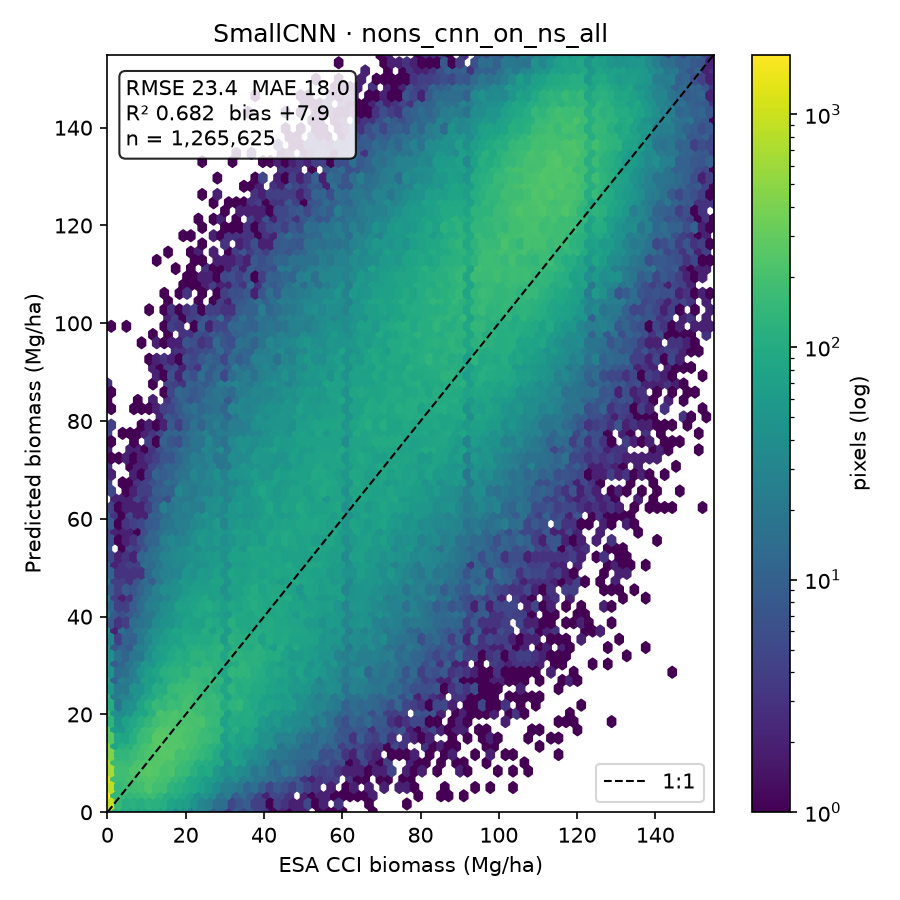 SmallCNN · nons_cnn_on_ns_all
RMSE 23.4  MAE 18.0
R² 0.682  bias +7.9
n = 1,265,625
140
120
100
80
60
40
20
0
Predicted biomass (Mg/ha)
0 20 40 60 80 100 120 140
ESA CCI biomass (Mg/ha)
1:1
10³
10²
10¹
10⁰
pixels (log)